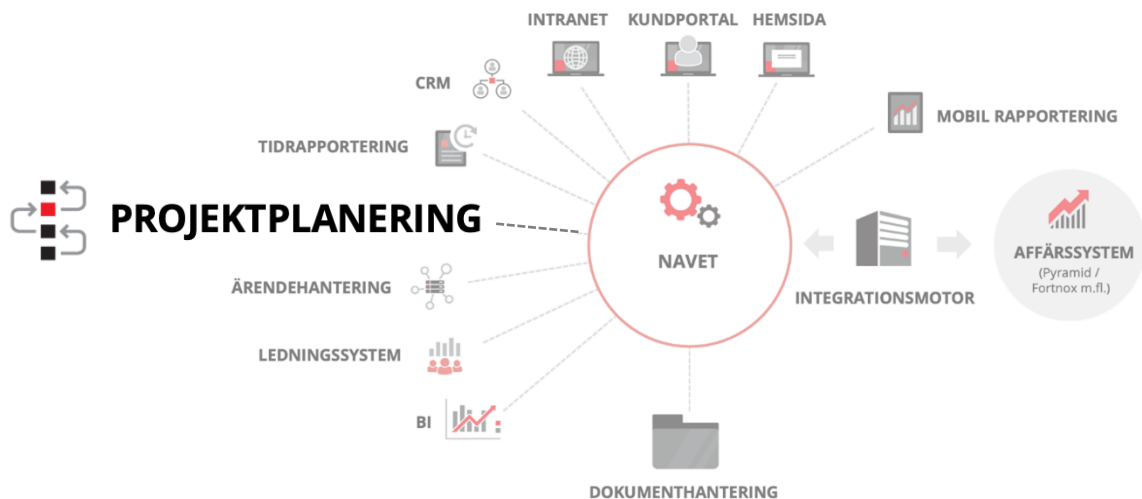 INTRANET
KUNDPORTAL
HEMSIDA
CRM
MOBIL RAPPORTERING
TIDRAPPORTERING
PROJEKTPLANERING
NAVET
AFFÄRSSYSTEM
(Pyramid /
Fortnox m.fl.)
ÄRENDEHANTERING
INTEGRATIONSMOTOR
LEDNINGSSYSTEM
BI
DOKUMENTHANTERING